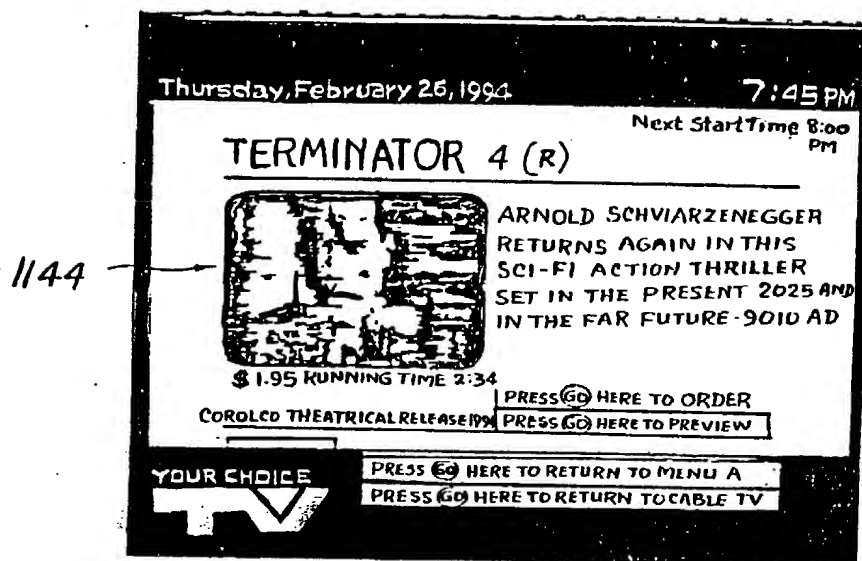 Thursday, February 26, 1994 7:45 PM
Next Start Time 8:00
PM
TERMINATOR 4 (R)
ARNOLD SCHVIARZENEGGER
RETURNS AGAIN IN THIS
SCI-FI ACTION THRILLER
SET IN THE PRESENT 2025 AND
IN THE FAR FUTURE-9010 AD
1144
$ 1.95 RUNNING TIME 2:34
PRESS GO HERE TO ORDER
COROLCO THEATRICAL RELEASE 1994 PRESS GO HERE TO PREVIEW
YOUR CHOICE
TV
PRESS GO HERE TO RETURN TO MENU A
PRESS GO HERE TO RETURN TO CABLE TV